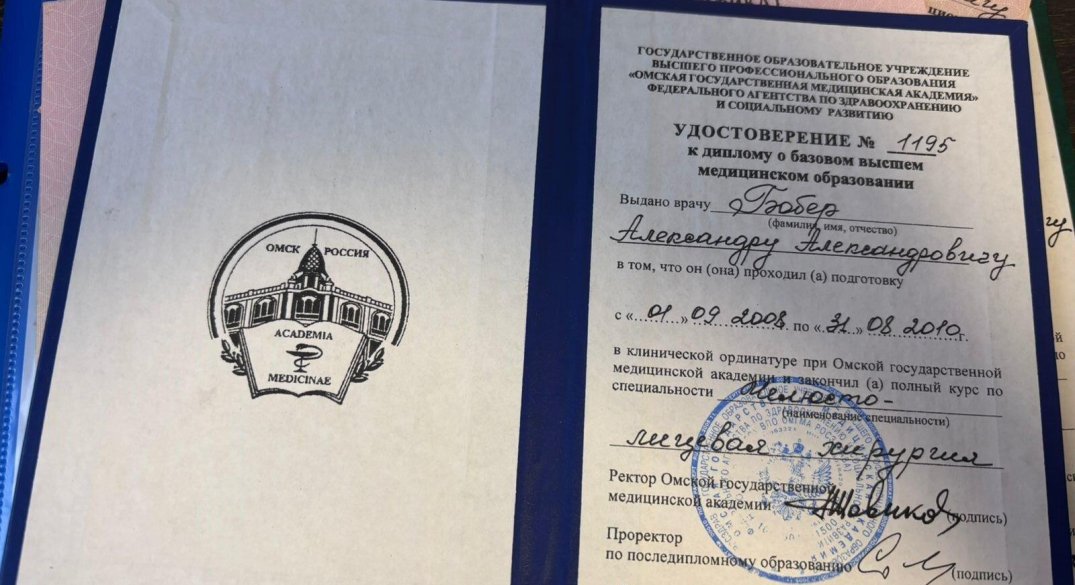 ОМСК РОССИЯ
ACADEMIA
MEDICINAE
ГОСУДАРСТВЕННОЕ ОБРАЗОВАТЕЛЬНОЕ УЧРЕЖДЕНИЕ
ВЫСШЕГО ПРОФЕССИОНАЛЬНОГО ОБРАЗОВАНИЯ
«ОМСКАЯ ГОСУДАРСТВЕННАЯ МЕДИЦИНСКАЯ АКАДЕМИЯ»
ФЕДЕРАЛЬНОГО АГЕНТСТВА ПО ЗДРАВООХРАНЕНИЮ
И СОЦИАЛЬНОМУ РАЗВИТИЮ
УДОСТОВЕРЕНИЕ № 1195
к диплому о базовом высшем
медицинском образовании
Выдано врачу Бобер
(фамилия, имя, отчество)
Александру Александровичу
в том, что он (она) проходил (а) подготовку
с «01» 09 2008 по «31» 08 2010 г.
в клинической ординатуре при Омской государственной
медицинской академии и закончил (а) полный курс по
специальности Челюстно-
(наименование специальности)
лицевая хирургия
Ректор Омской государственной
медицинской академии
(подпись)
Проректор
по последипломному образованию
(подпись)